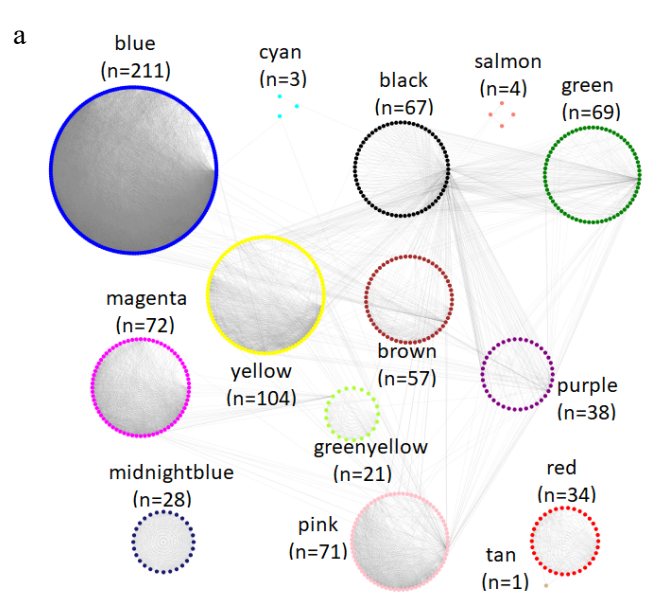 a
blue
(n=211)
cyan
(n=3)
black
(n=67)
salmon
(n=4)
green
(n=69)
magenta
(n=72)
yellow
(n=104)
brown
(n=57)
purple
(n=38)
greenyellow
(n=21)
midnightblue
(n=28)
pink
(n=71)
red
(n=34)
tan
(n=1)